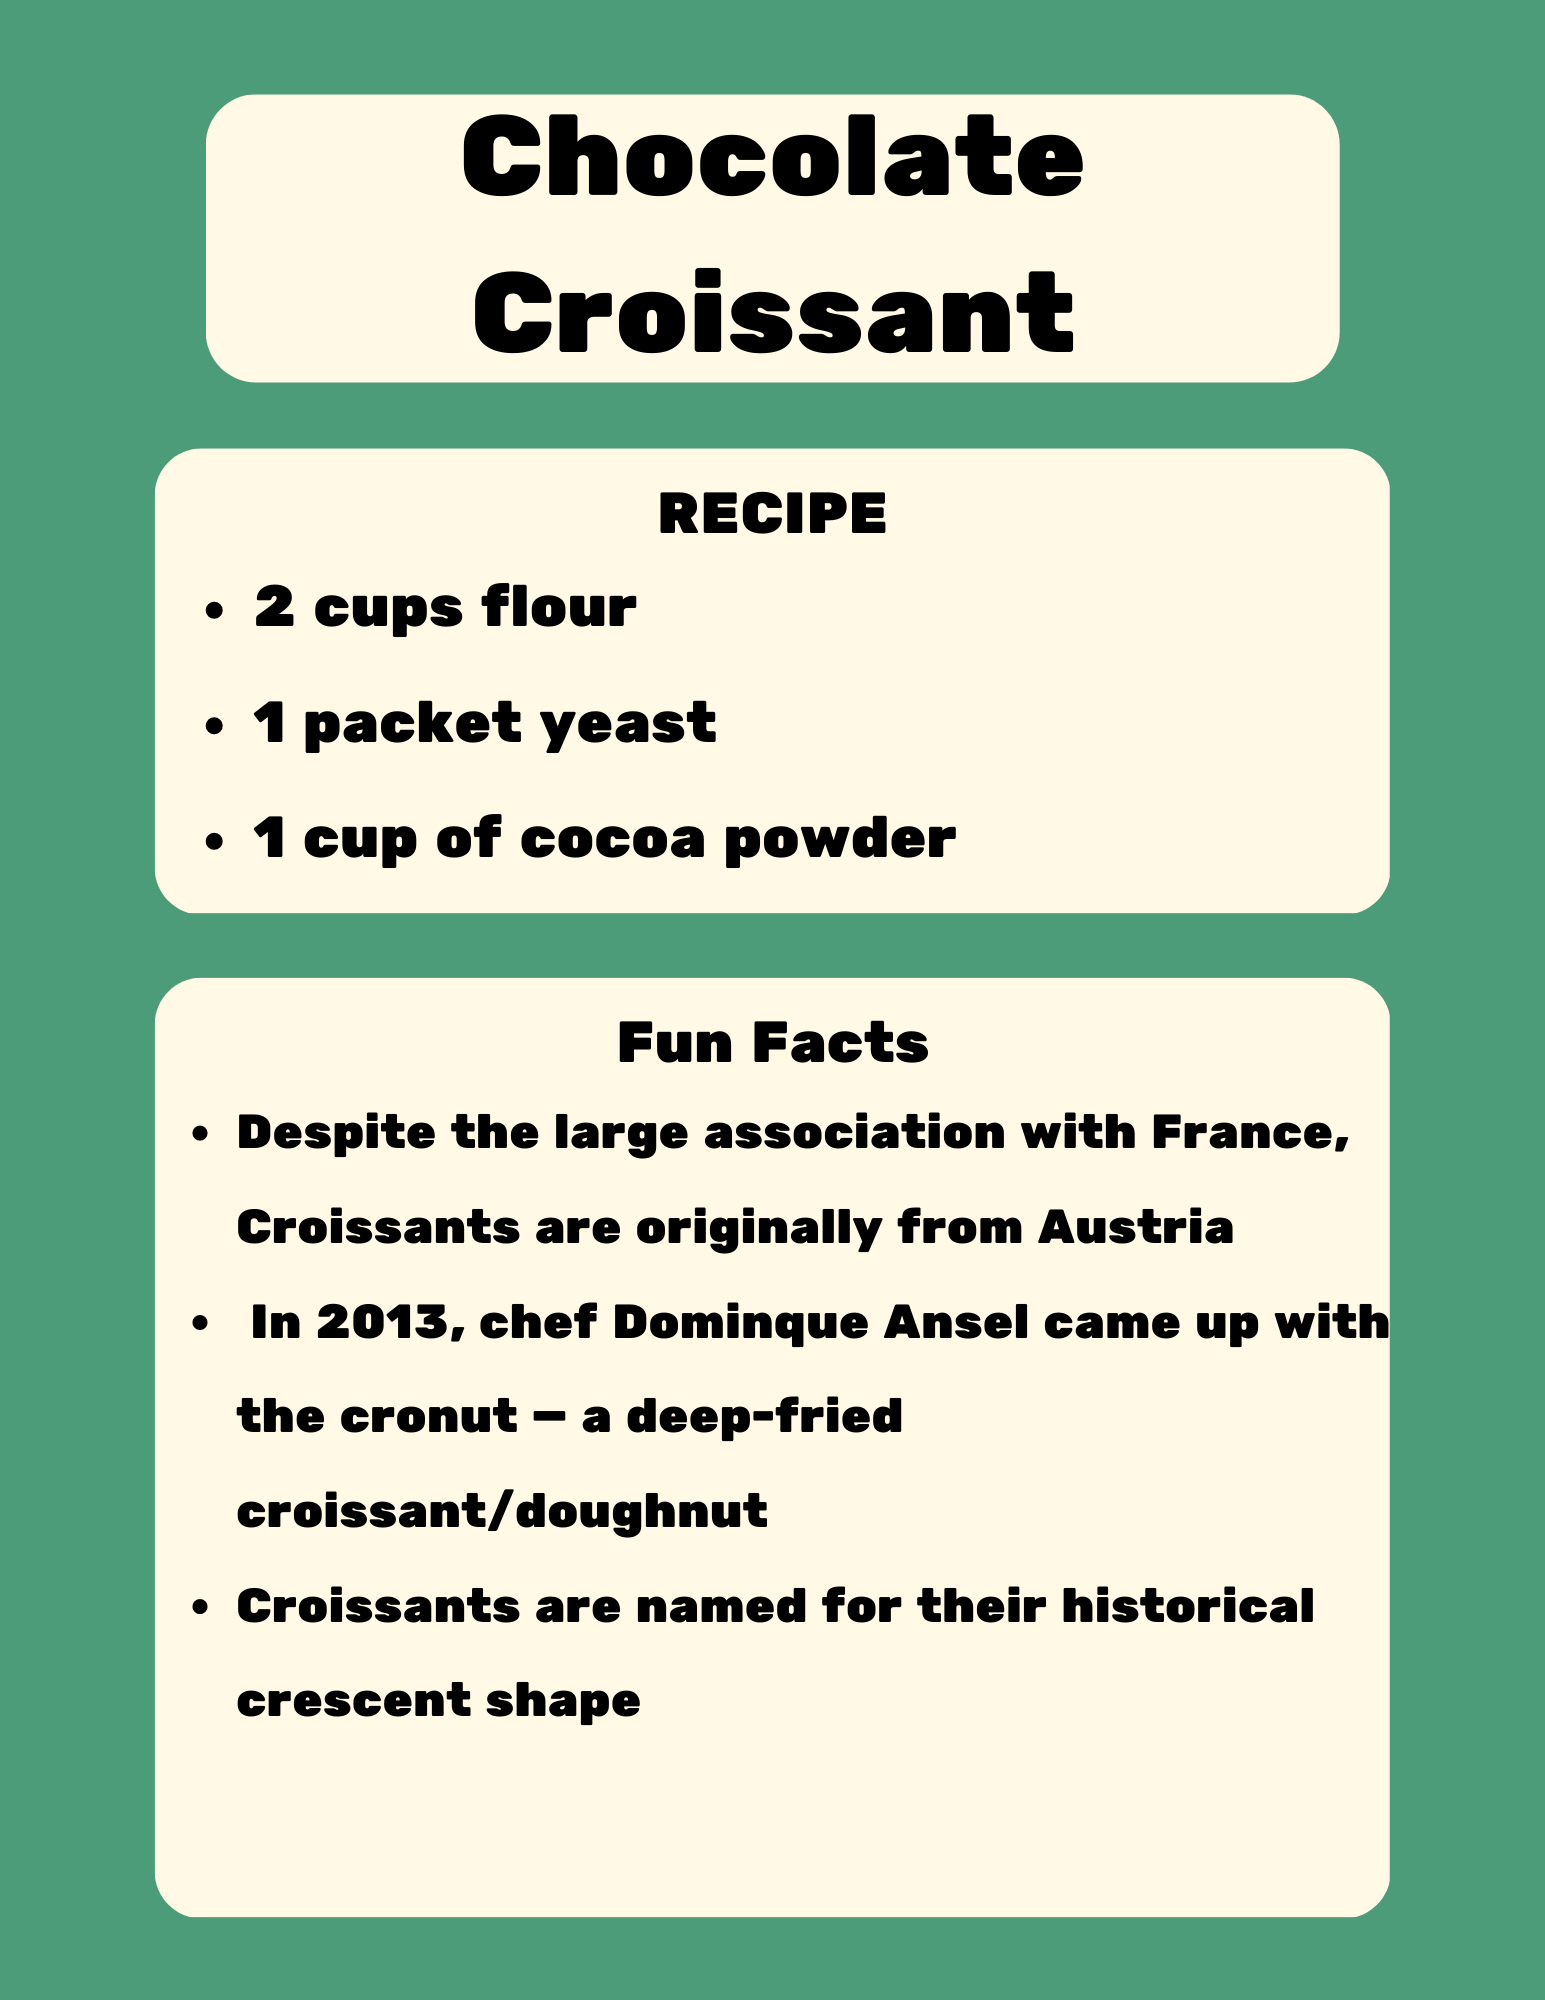 Chocolate
Croissant
RECIPE
• 2 cups flour
• 1 packet yeast
• 1 cup of cocoa powder
Fun Facts
• Despite the large association with France,
Croissants are originally from Austria
• In 2013, chef Dominque Ansel came up with
the cronut — a deep-fried
croissant/doughnut
• Croissants are named for their historical
crescent shape